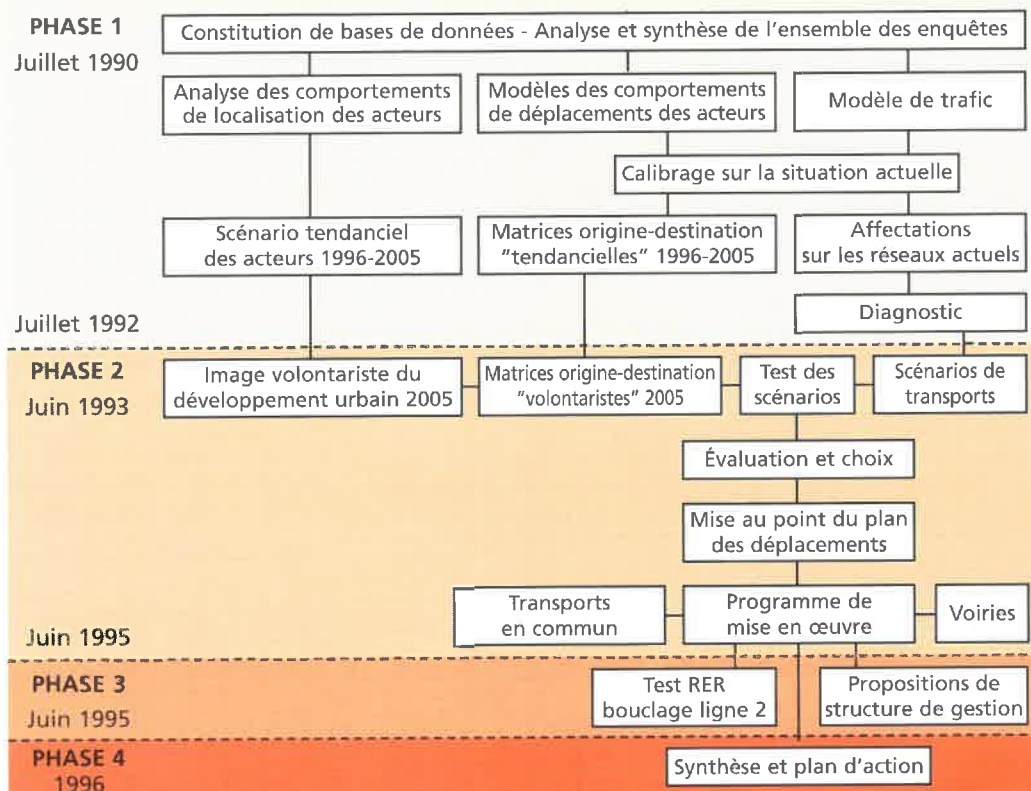 PHASE 1
Juillet 1990
Constitution de bases de données - Analyse et synthèse de l'ensemble des enquêtes
Analyse des comportements
de localisation des acteurs
Modèles des comportements
de déplacements des acteurs
Modèle de trafic
Calibrage sur la situation actuelle
Scénario tendanciel
des acteurs 1996-2005
Matrices origine-destination
"tendancielles" 1996-2005
Affectations
sur les réseaux actuels
Juillet 1992
Diagnostic
PHASE 2
Juin 1993
Image volontariste du
développement urbain 2005
Matrices origine-destination
"volontaristes" 2005
Test des
scénarios
Scénarios de
transports
Évaluation et choix
Mise au point du plan
des déplacements
Juin 1995
Transports
en commun
Programme de
mise en œuvre
Voiries
PHASE 3
Juin 1995
Test RER
bouclage ligne 2
Propositions de
structure de gestion
PHASE 4
1996
Synthèse et plan d'action